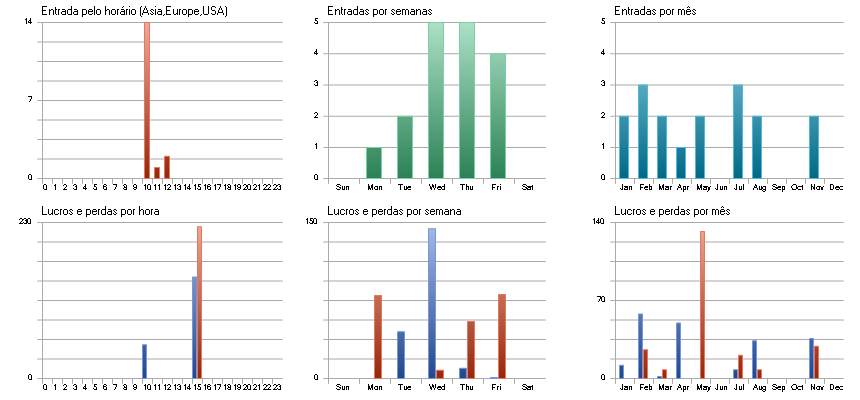 Entrada pelo horário (Asia,Europe,USA)
14
7
0
0 1 2 3 4 5 6 7 8 9 10 11 12 13 14 15 16 17 18 19 20 21 22 23
Entradas por semanas
5
4
3
2
1
0
Sun Mon Tue Wed Thu Fri Sat
Entradas por mês
5
4
3
2
1
0
Jan Feb Mar Apr May Jun Jul Aug Sep Oct Nov Dec
Lucros e perdas por hora
230
0
0 1 2 3 4 5 6 7 8 9 10 11 12 13 14 15 16 17 18 19 20 21 22 23
Lucros e perdas por semana
150
0
Sun Mon Tue Wed Thu Fri Sat
Lucros e perdas por mês
140
70
0
Jan Feb Mar Apr May Jun Jul Aug Sep Oct Nov Dec